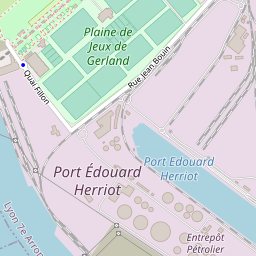 Plaine de
Jeux de
Gerland
Rue Jean Bouin
Quai Fillon
Port Edouard
Herriot
Port Édouard
Herriot
Lyon 7e Arron
Entrepôt
Pétrolier